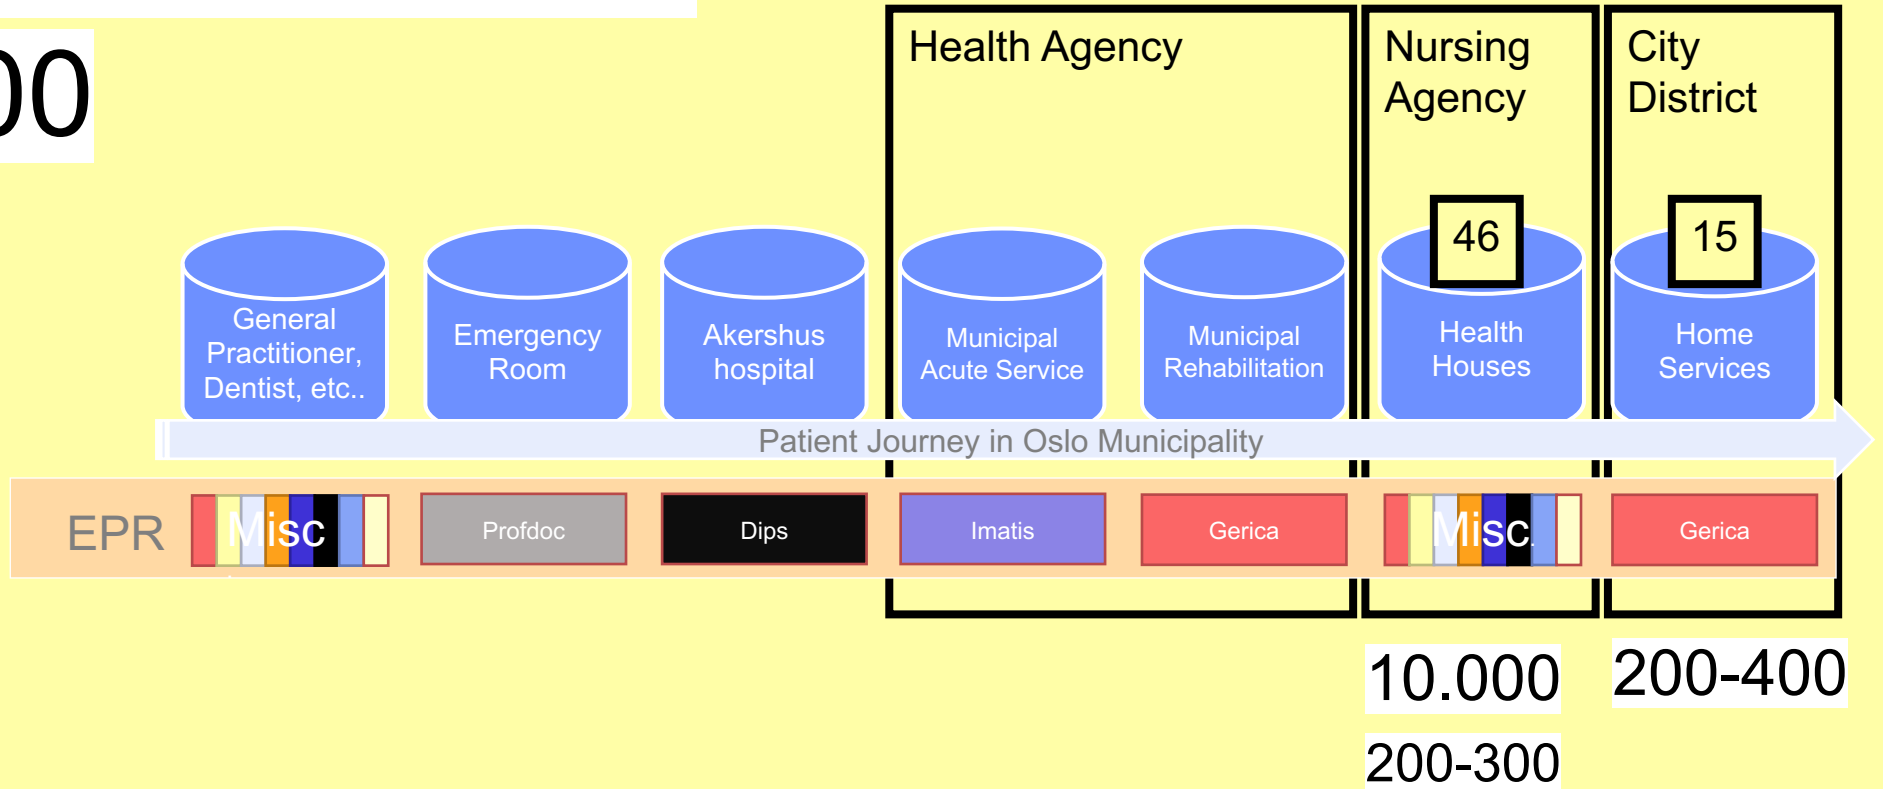 00
Health Agency
Nursing
Agency
City
District
46
15
General
Practitioner,
Dentist, etc..
Emergency
Room
Akershus
hospital
Municipal
Acute Service
Municipal
Rehabilitation
Health
Houses
Home
Services
Patient Journey in Oslo Municipality
EPR
Misc
Profdoc
Dips
Imatis
Gerica
Misc.
Gerica
10.000
200-400
200-300